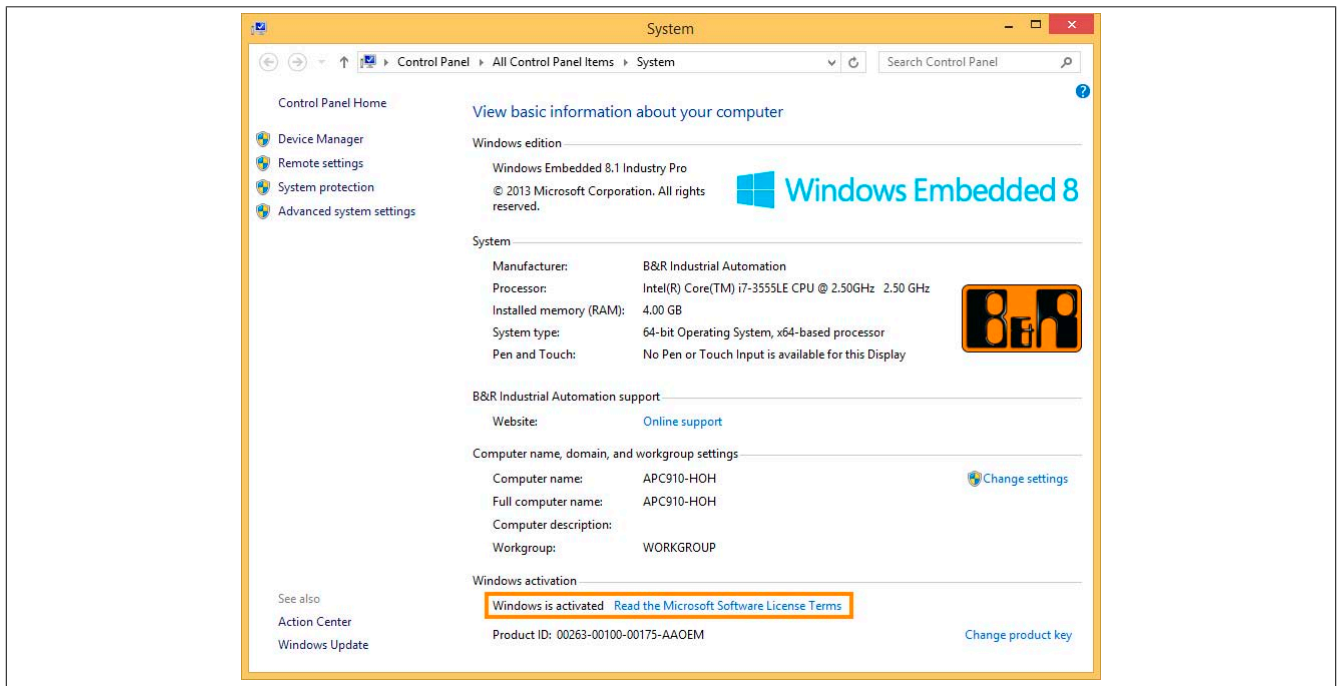 System
Control Panel All Control Panel Items System
Search Control Panel
Control Panel Home
Device Manager
Remote settings
System protection
Advanced system settings
View basic information about your computer
Windows edition
Windows Embedded 8.1 Industry Pro
© 2013 Microsoft Corporation. All rights
reserved.
Windows Embedded 8
System
Manufacturer: B&R Industrial Automation
Processor: Intel(R) Core(TM) i7-3555LE CPU @ 2.50GHz 2.50 GHz
Installed memory (RAM): 4.00 GB
System type: 64-bit Operating System, x64-based processor
Pen and Touch: No Pen or Touch Input is available for this Display
B&R
B&R Industrial Automation support
Website: Online support
Computer name, domain, and workgroup settings
Computer name: APC910-HOH
Change settings
Full computer name: APC910-HOH
Computer description:
Workgroup: WORKGROUP
Windows activation
Windows is activated Read the Microsoft Software License Terms
Product ID: 00263-00100-00175-AAOEM
Change product key
See also
Action Center
Windows Update